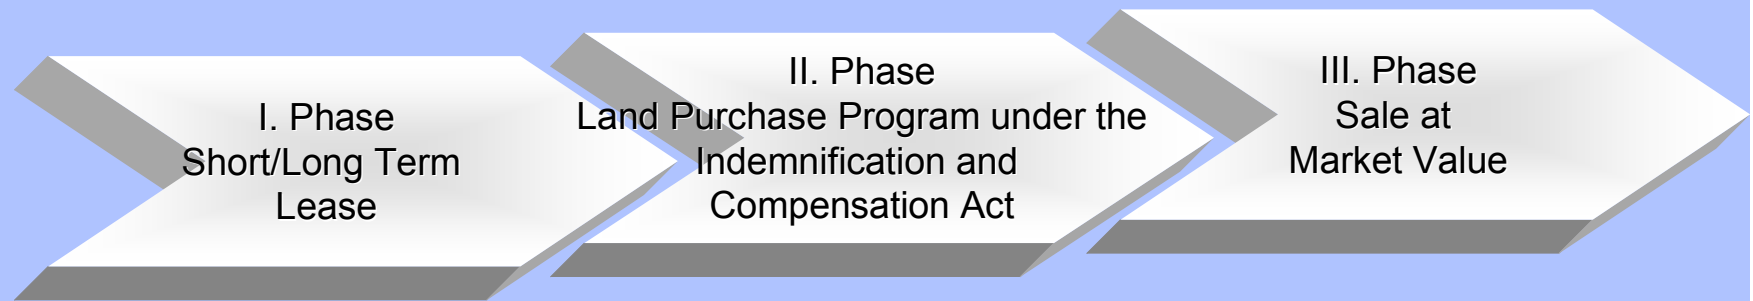 I. Phase
Short/Long Term
Lease
II. Phase
Land Purchase Program under the
Indemnification and
Compensation Act
III. Phase
Sale at
Market Value